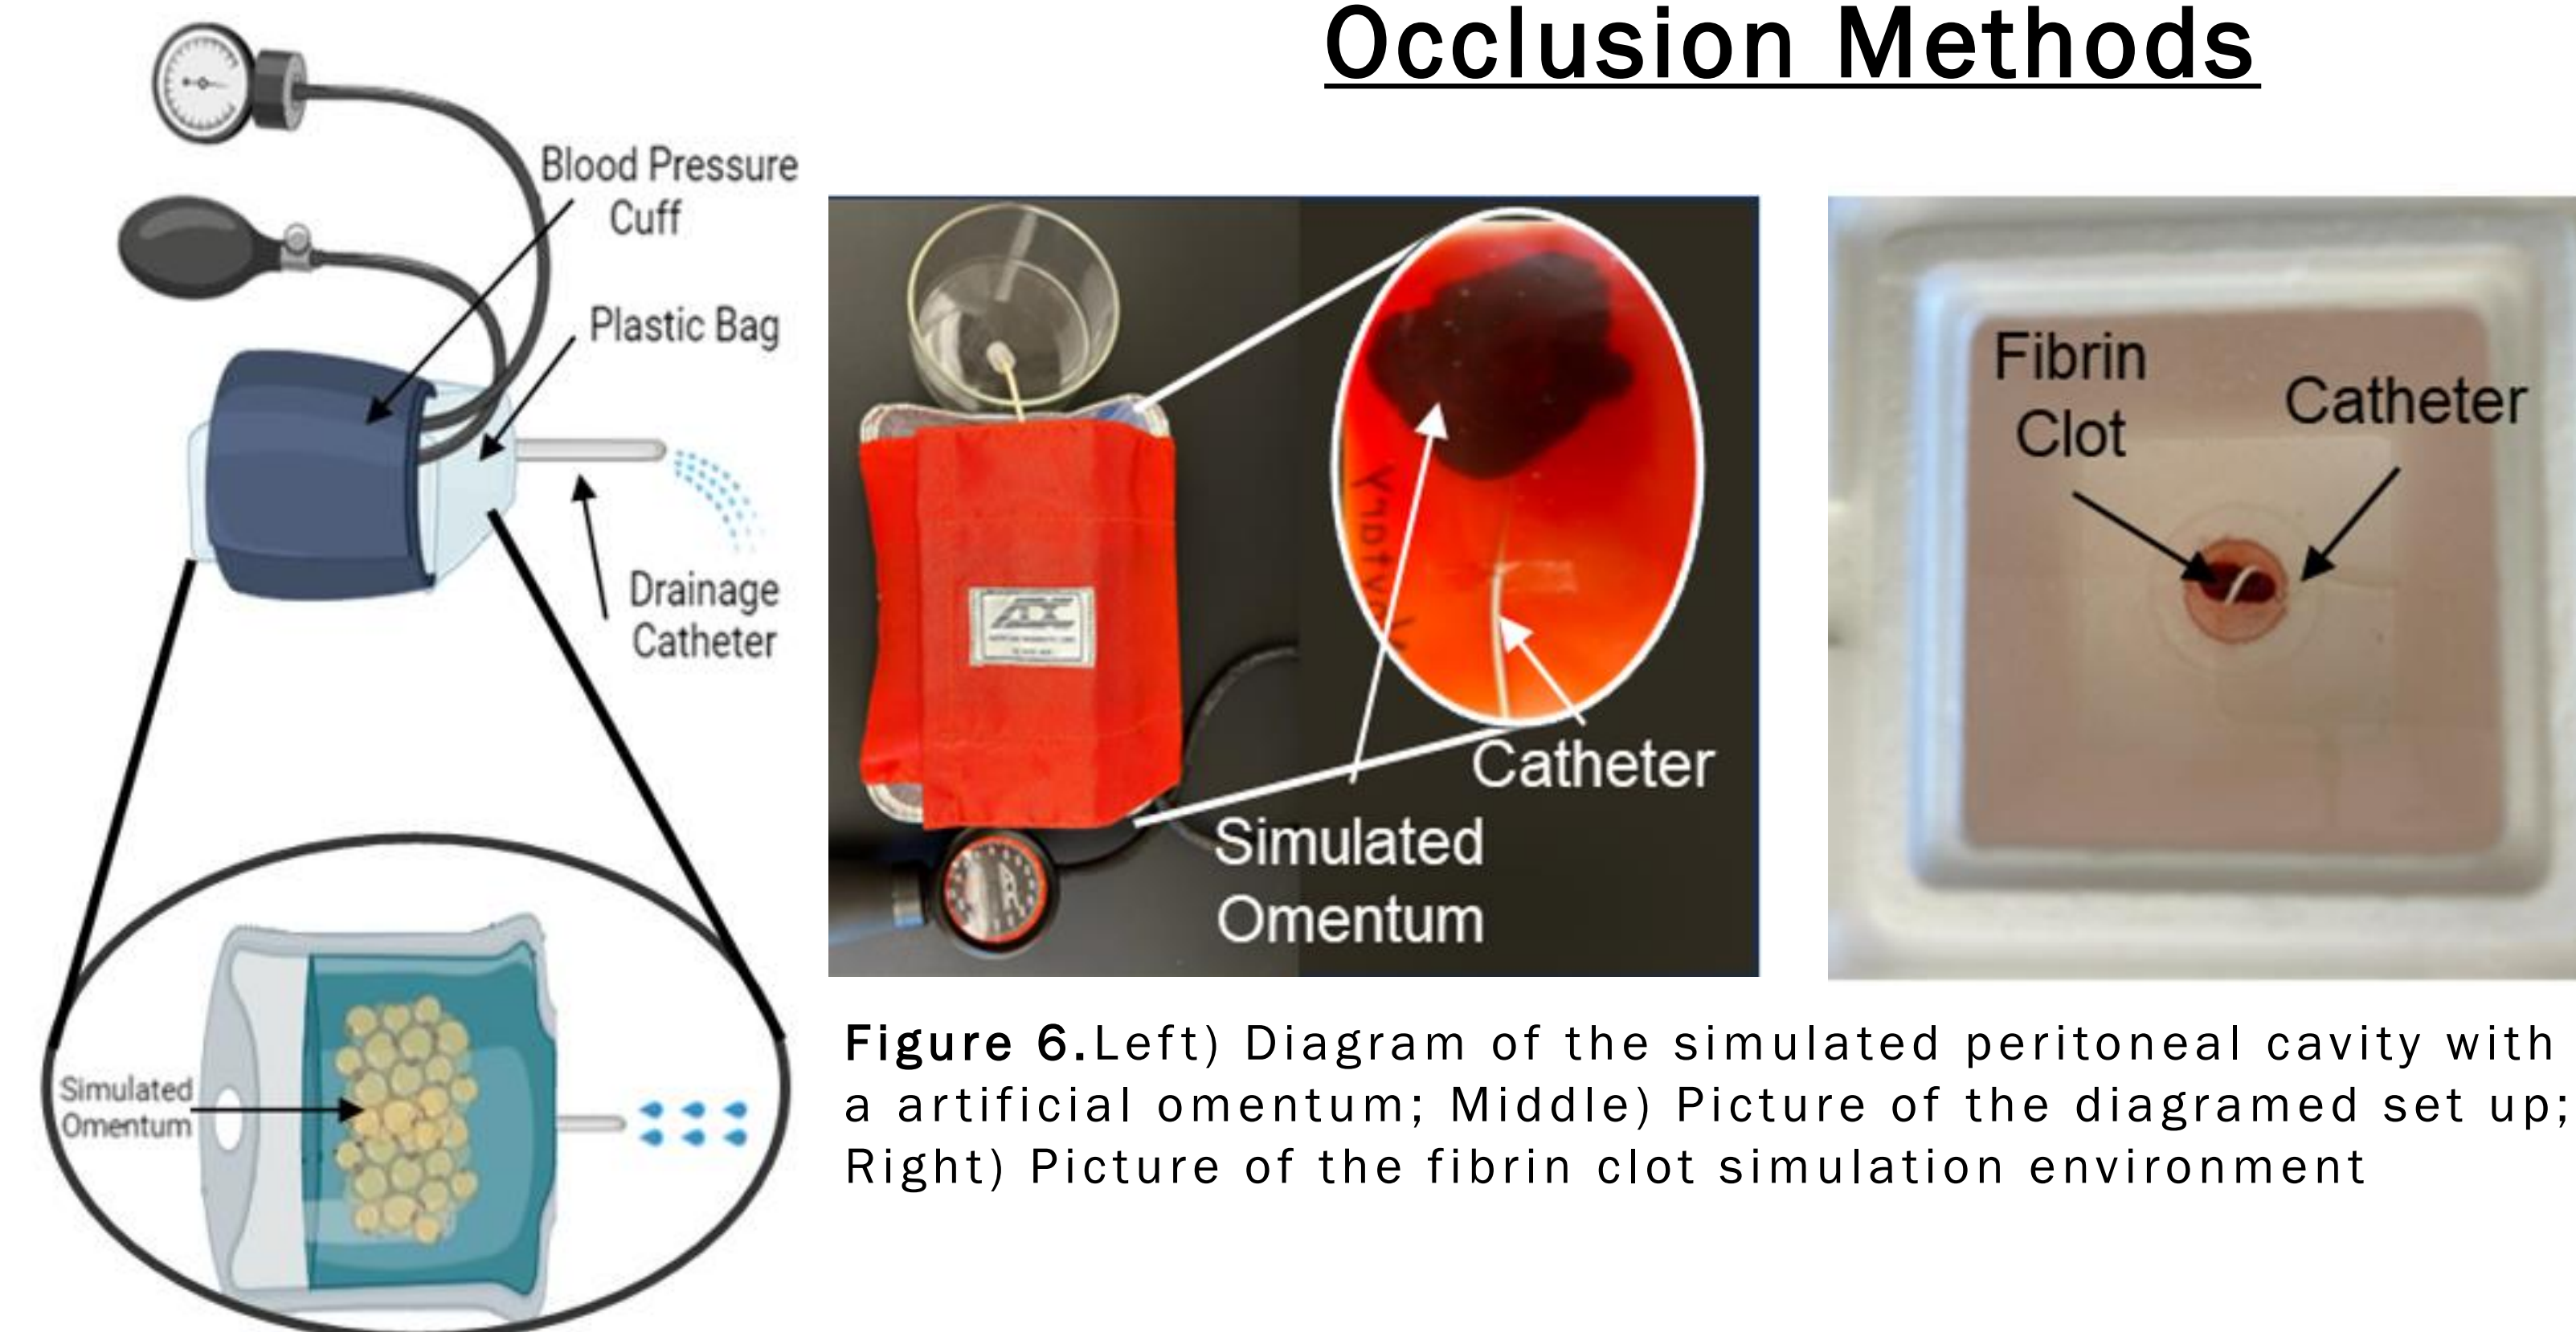 Occlusion Methods
Blood Pressure
Cuff
Plastic Bag
Drainage
Catheter
Simulated
Omentum
Catheter
Simulated
Omentum
Fibrin
Clot
Catheter
Figure 6.Left) Diagram of the simulated peritoneal cavity with
a artificial omentum; Middle) Picture of the diagramed set up;
Right) Picture of the fibrin clot simulation environment